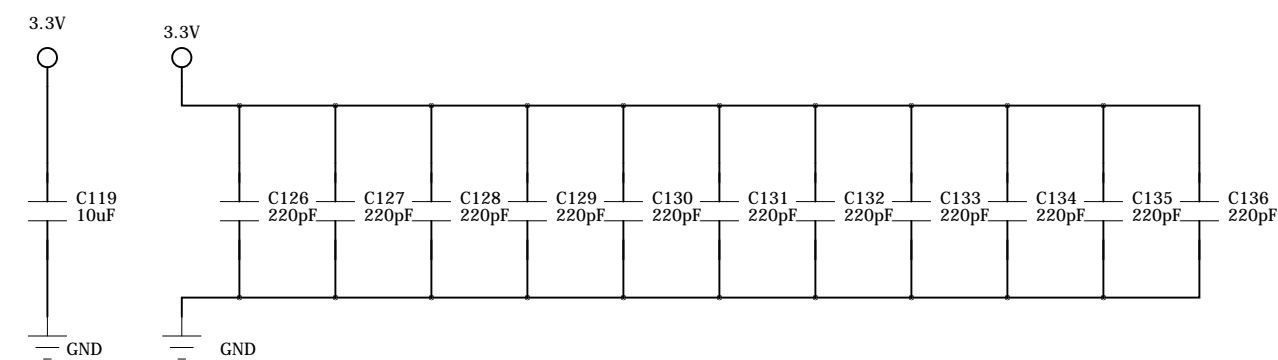 3.3V
3.3V
C119
10uF
C126
220pF
C127
220pF
C128
220pF
C129
220pF
C130
220pF
C131
220pF
C132
220pF
C133
220pF
C134
220pF
C135
220pF
C136
220pF
GND
GND